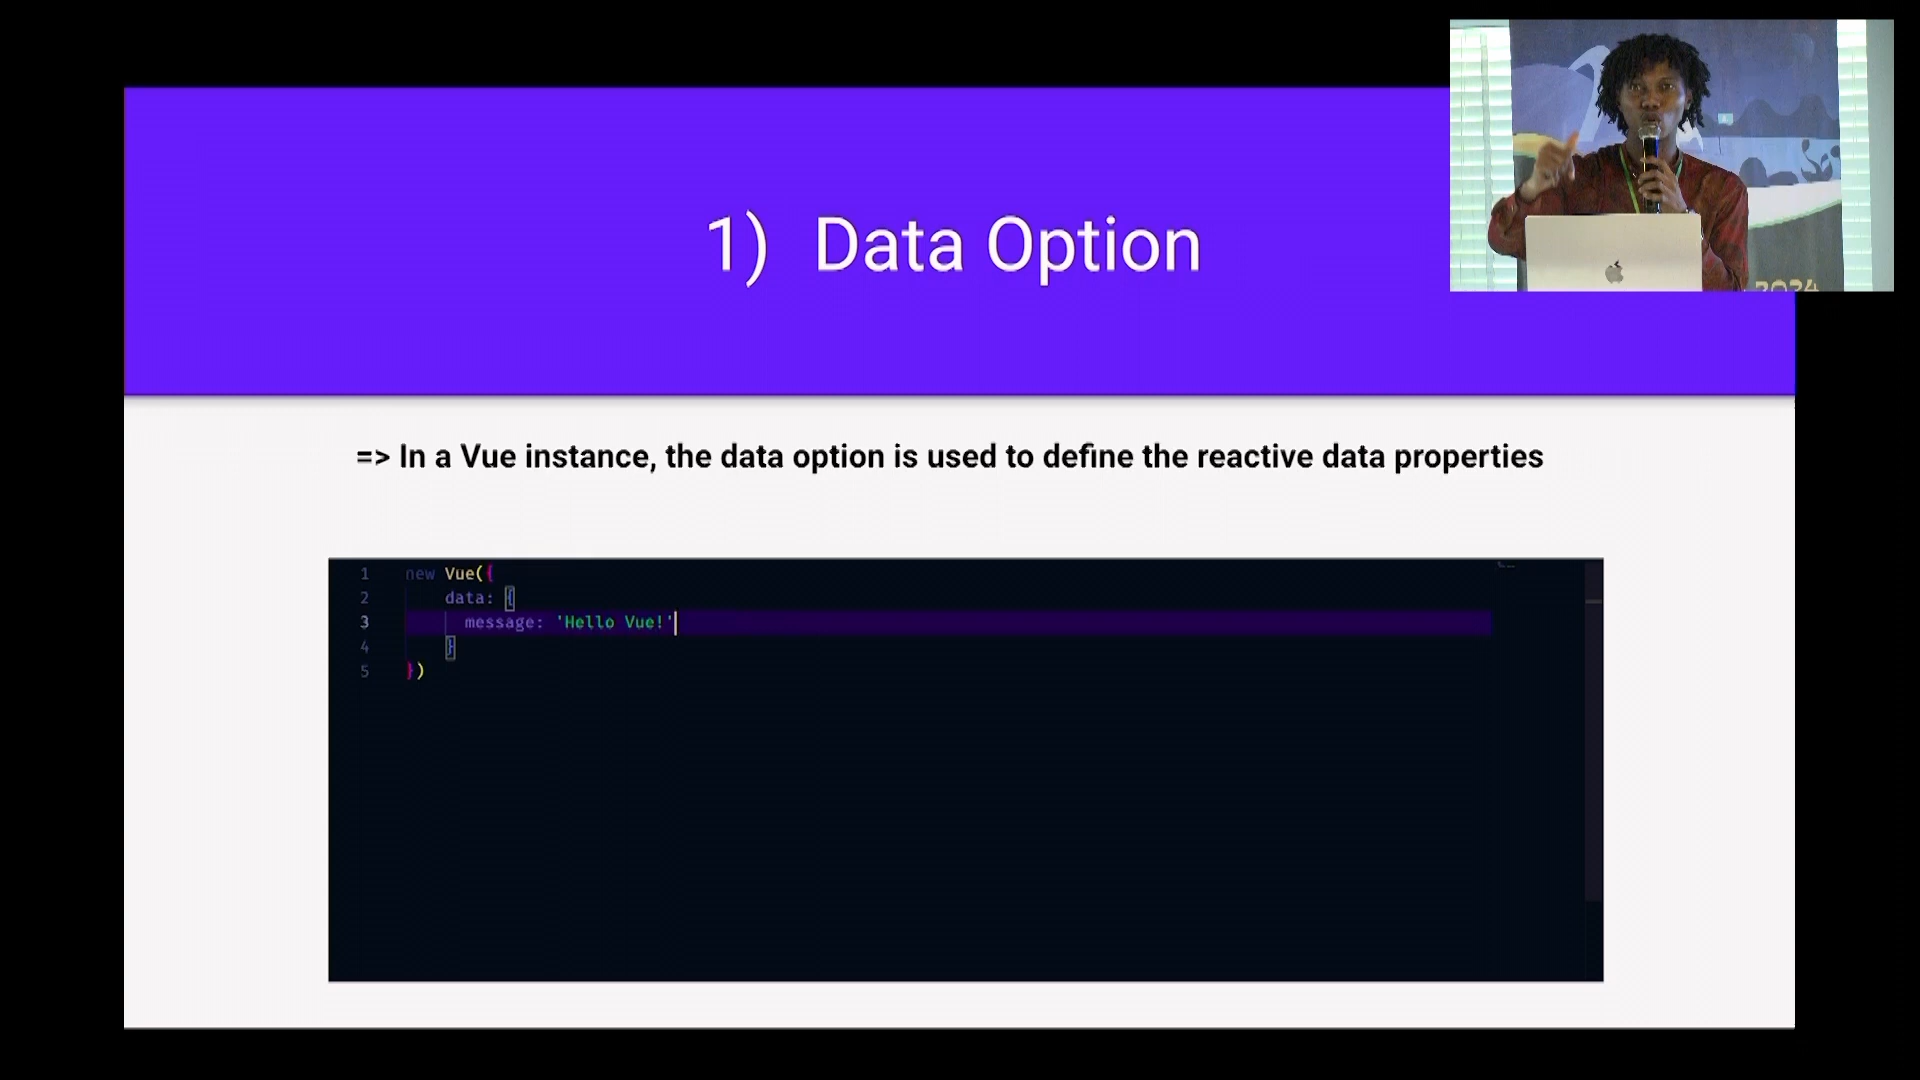 1) Data Option
=> In a Vue instance, the data option is used to define the reactive data properties
1 new Vue({
2 data: {
3 message: 'Hello Vue!'
4 }
5 })
2024